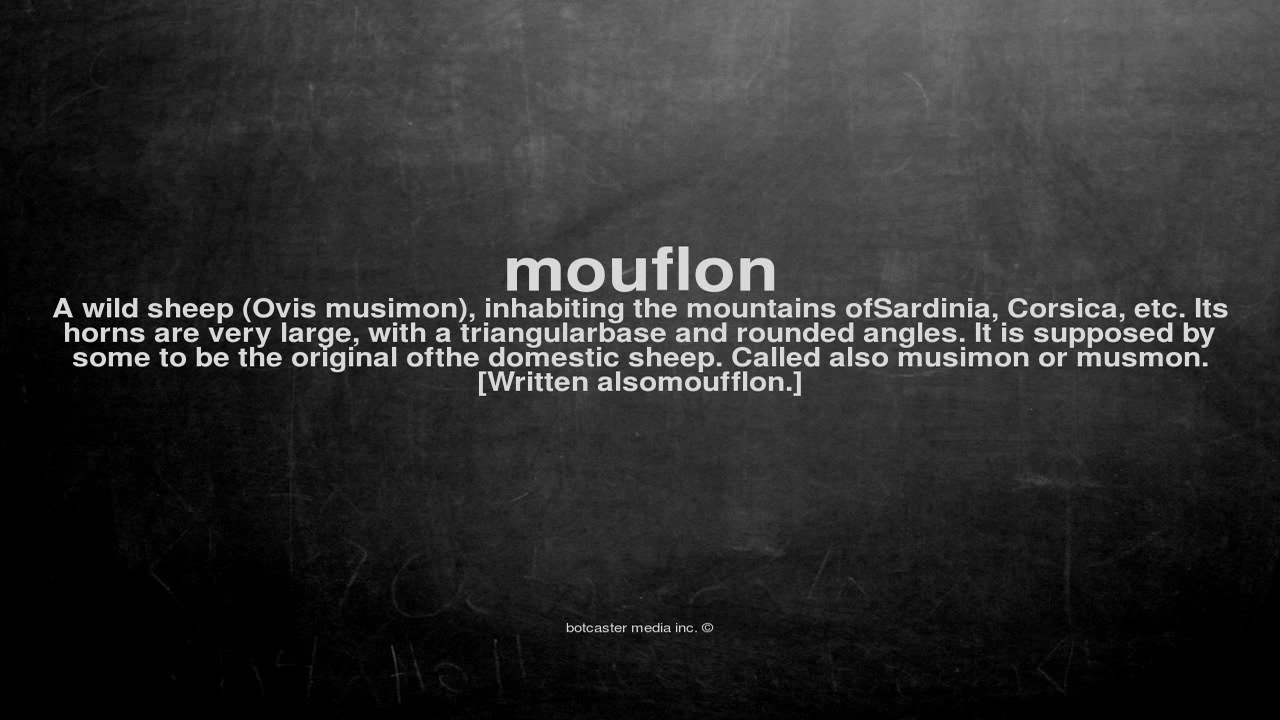 mouflon
A wild sheep (Ovis musimon), inhabiting the mountains ofSardinia, Corsica, etc. Its
horns are very large, with a triangularbase and rounded angles. It is supposed by
some to be the original ofthe domestic sheep. Called also musimon or musmon.
[Written alsomoufflon.]
botcaster media inc. ©